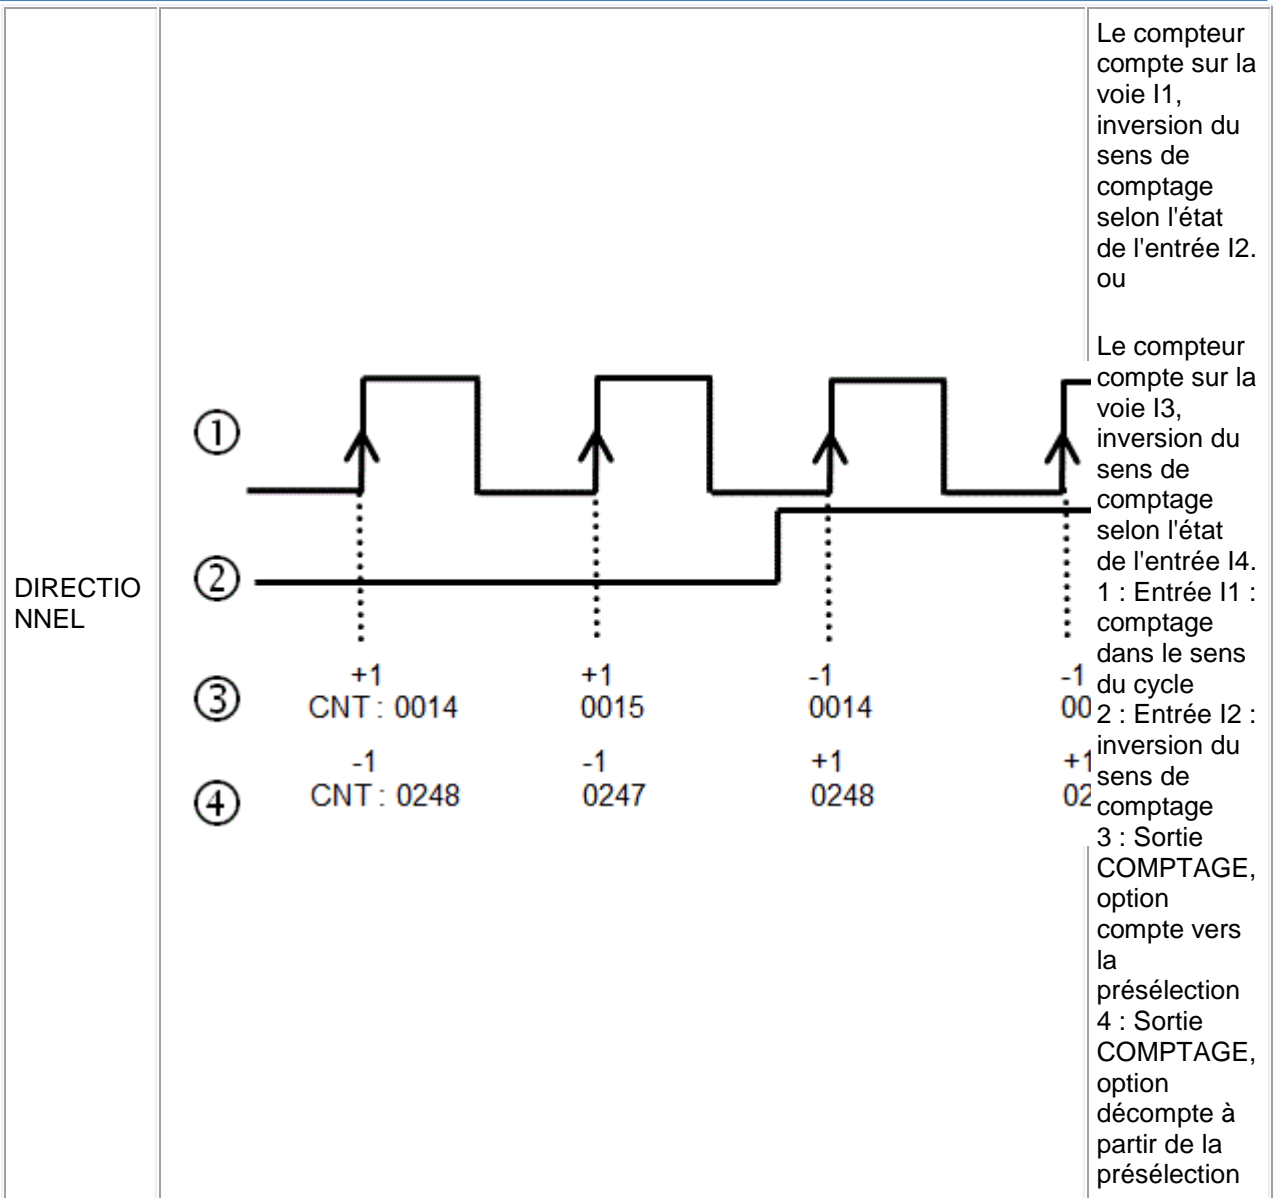 DIRECTIO
NNEL
①
②
+1 +1 -1 -1
③ CNT : 0014 0015 0014 00
-1 -1 +1 +1
④ CNT : 0248 0247 0248 02
Le compteur
compte sur la
voie I1,
inversion du
sens de
comptage
selon l'état
de l'entrée I2.
ou
Le compteur
compte sur la
voie I3,
inversion du
sens de
comptage
selon l'état
de l'entrée I4.
1 : Entrée I1 :
comptage
dans le sens
du cycle
2 : Entrée I2 :
inversion du
sens de
comptage
3 : Sortie
COMPTAGE,
option
compte vers
la
présélection
4 : Sortie
COMPTAGE,
option
décompte à
partir de la
présélection